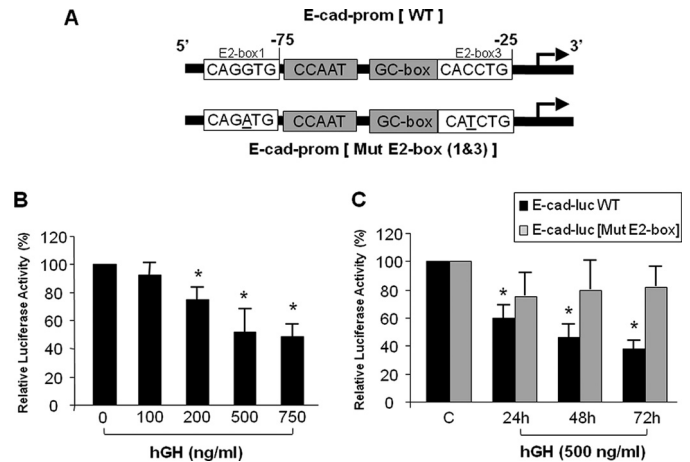 A
E-cad-prom [ WT ]
5’ -75 -25 3’
E2-box1 E2-box3
CAGGTG CCAAT GC-box CACCTG
CAGATG CCAAT GC-box CATCTG
E-cad-prom [ Mut E2-box (1&3) ]
B
Relative Luciferase Activity (%)
120
100
80
60
40
20
0
* * *
0 100 200 500 750
hGH (ng/ml)
C
E-cad-luc WT
E-cad-luc [Mut E2-box]
Relative Luciferase Activity (%)
120
100
80
60
40
20
0
* * *
C 24h 48h 72h
hGH (500 ng/ml)